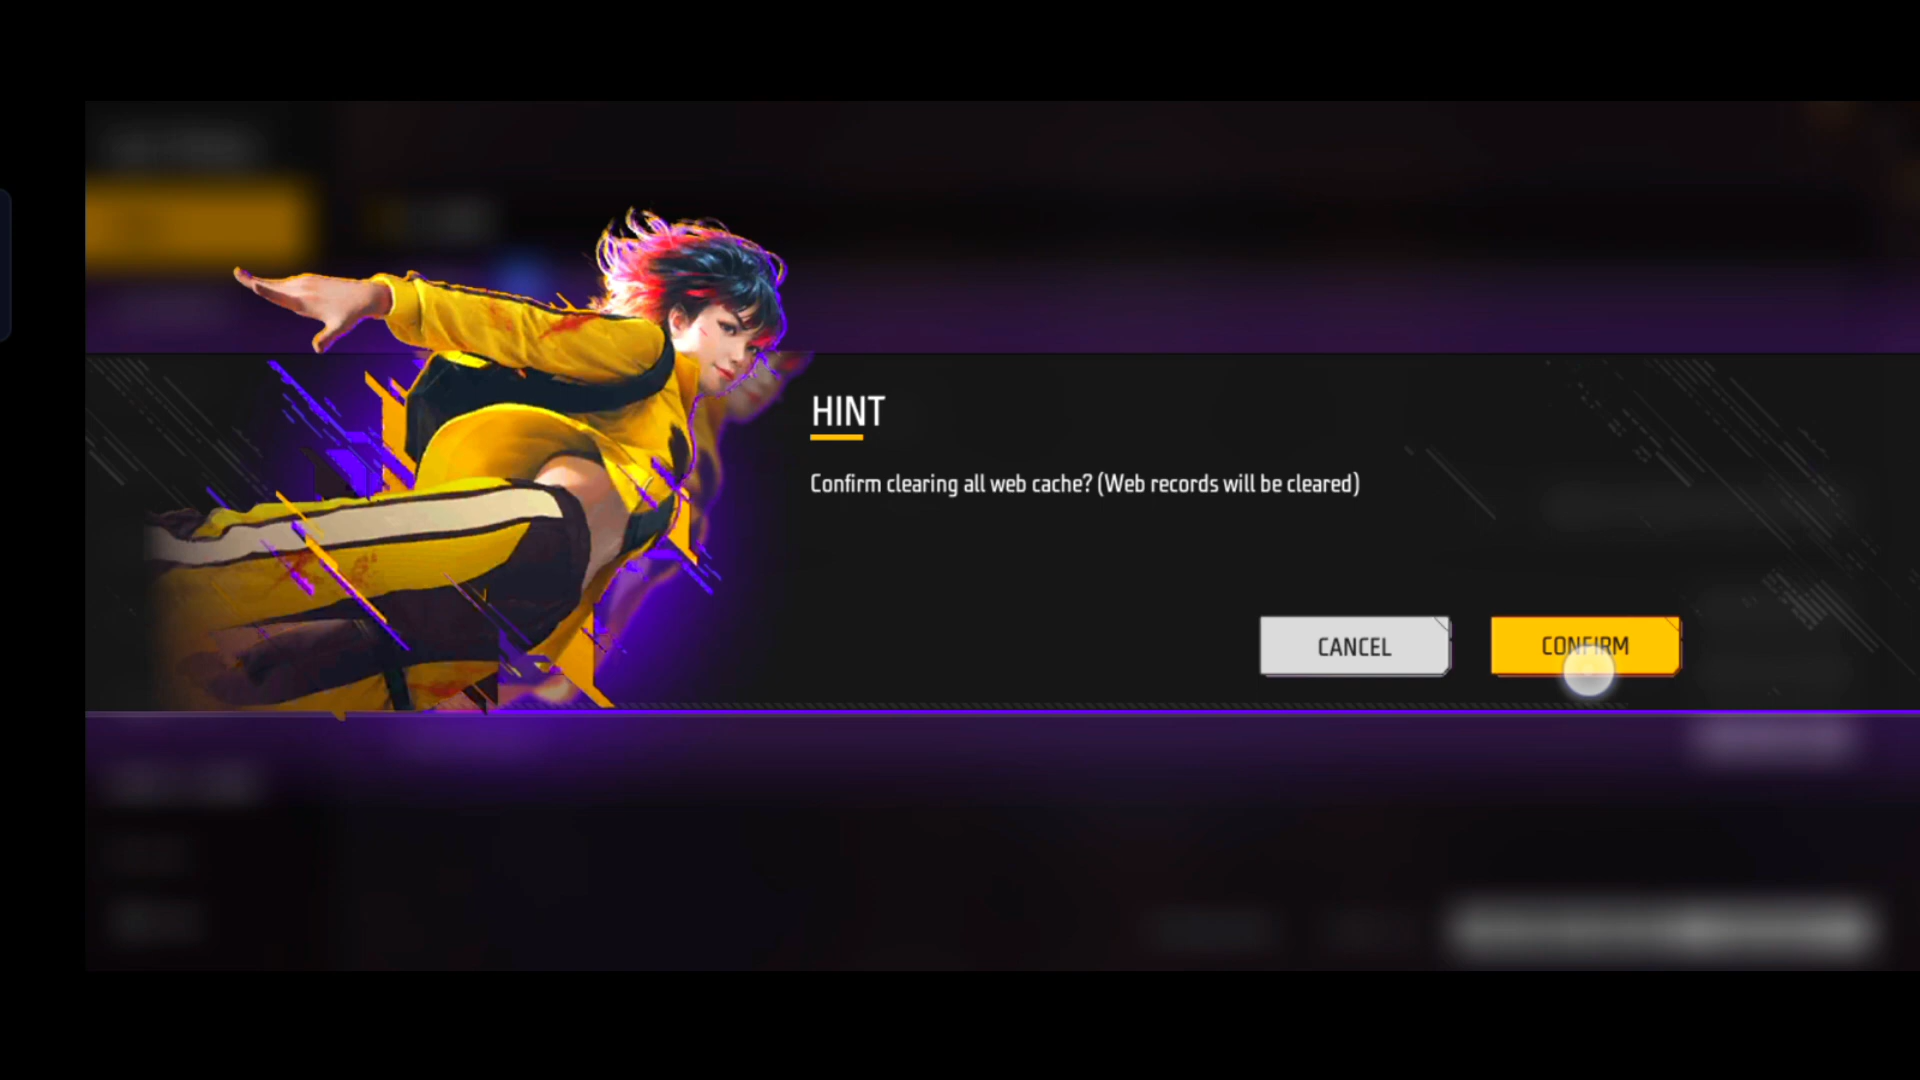 HINT
Confirm clearing all web cache? (Web records will be cleared)
CANCEL
CONFIRM